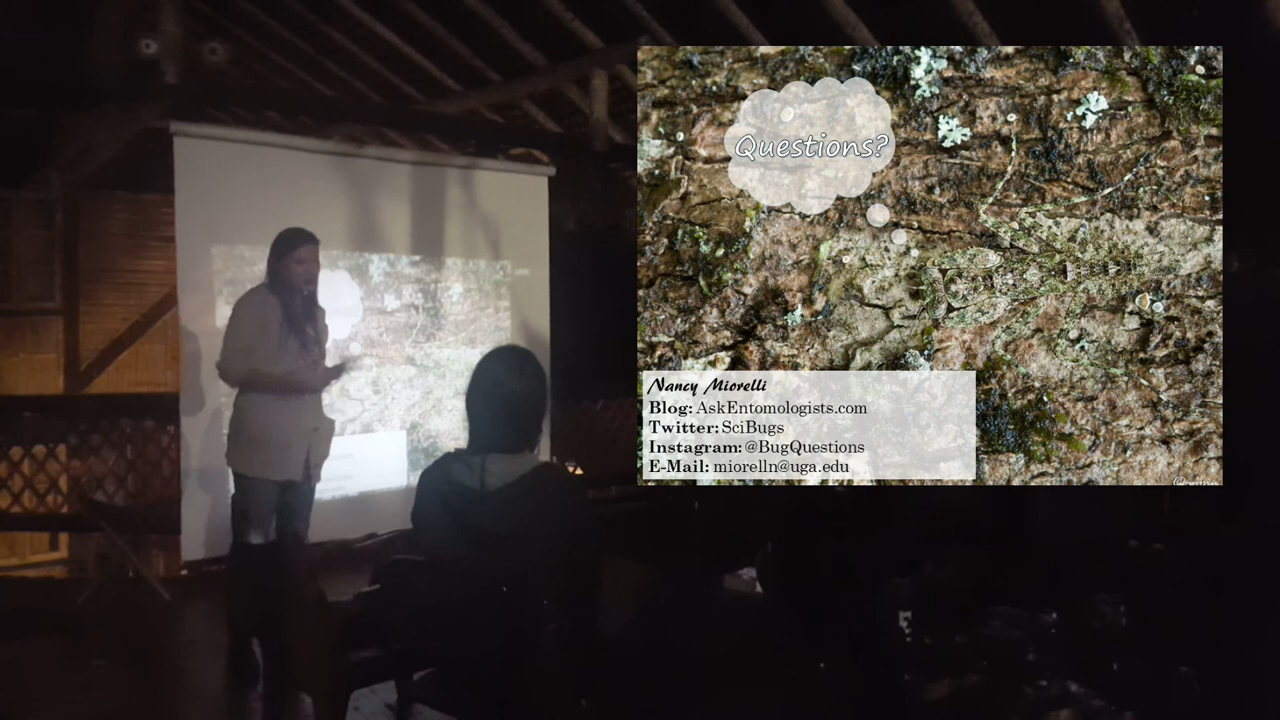 Questions?
Nancy Miorelli
Blog: AskEntomologists.com
Twitter: SciBugs
Instagram: @BugQuestions
E-Mail: miorelln@uga.edu